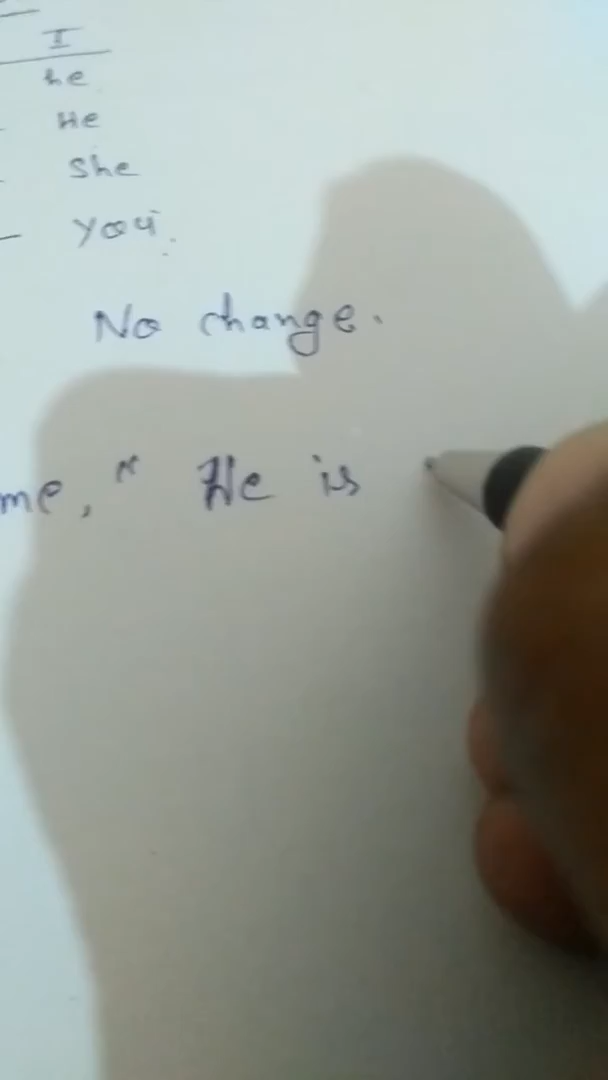 I
he
He
She
you.
No change.
me, " He is